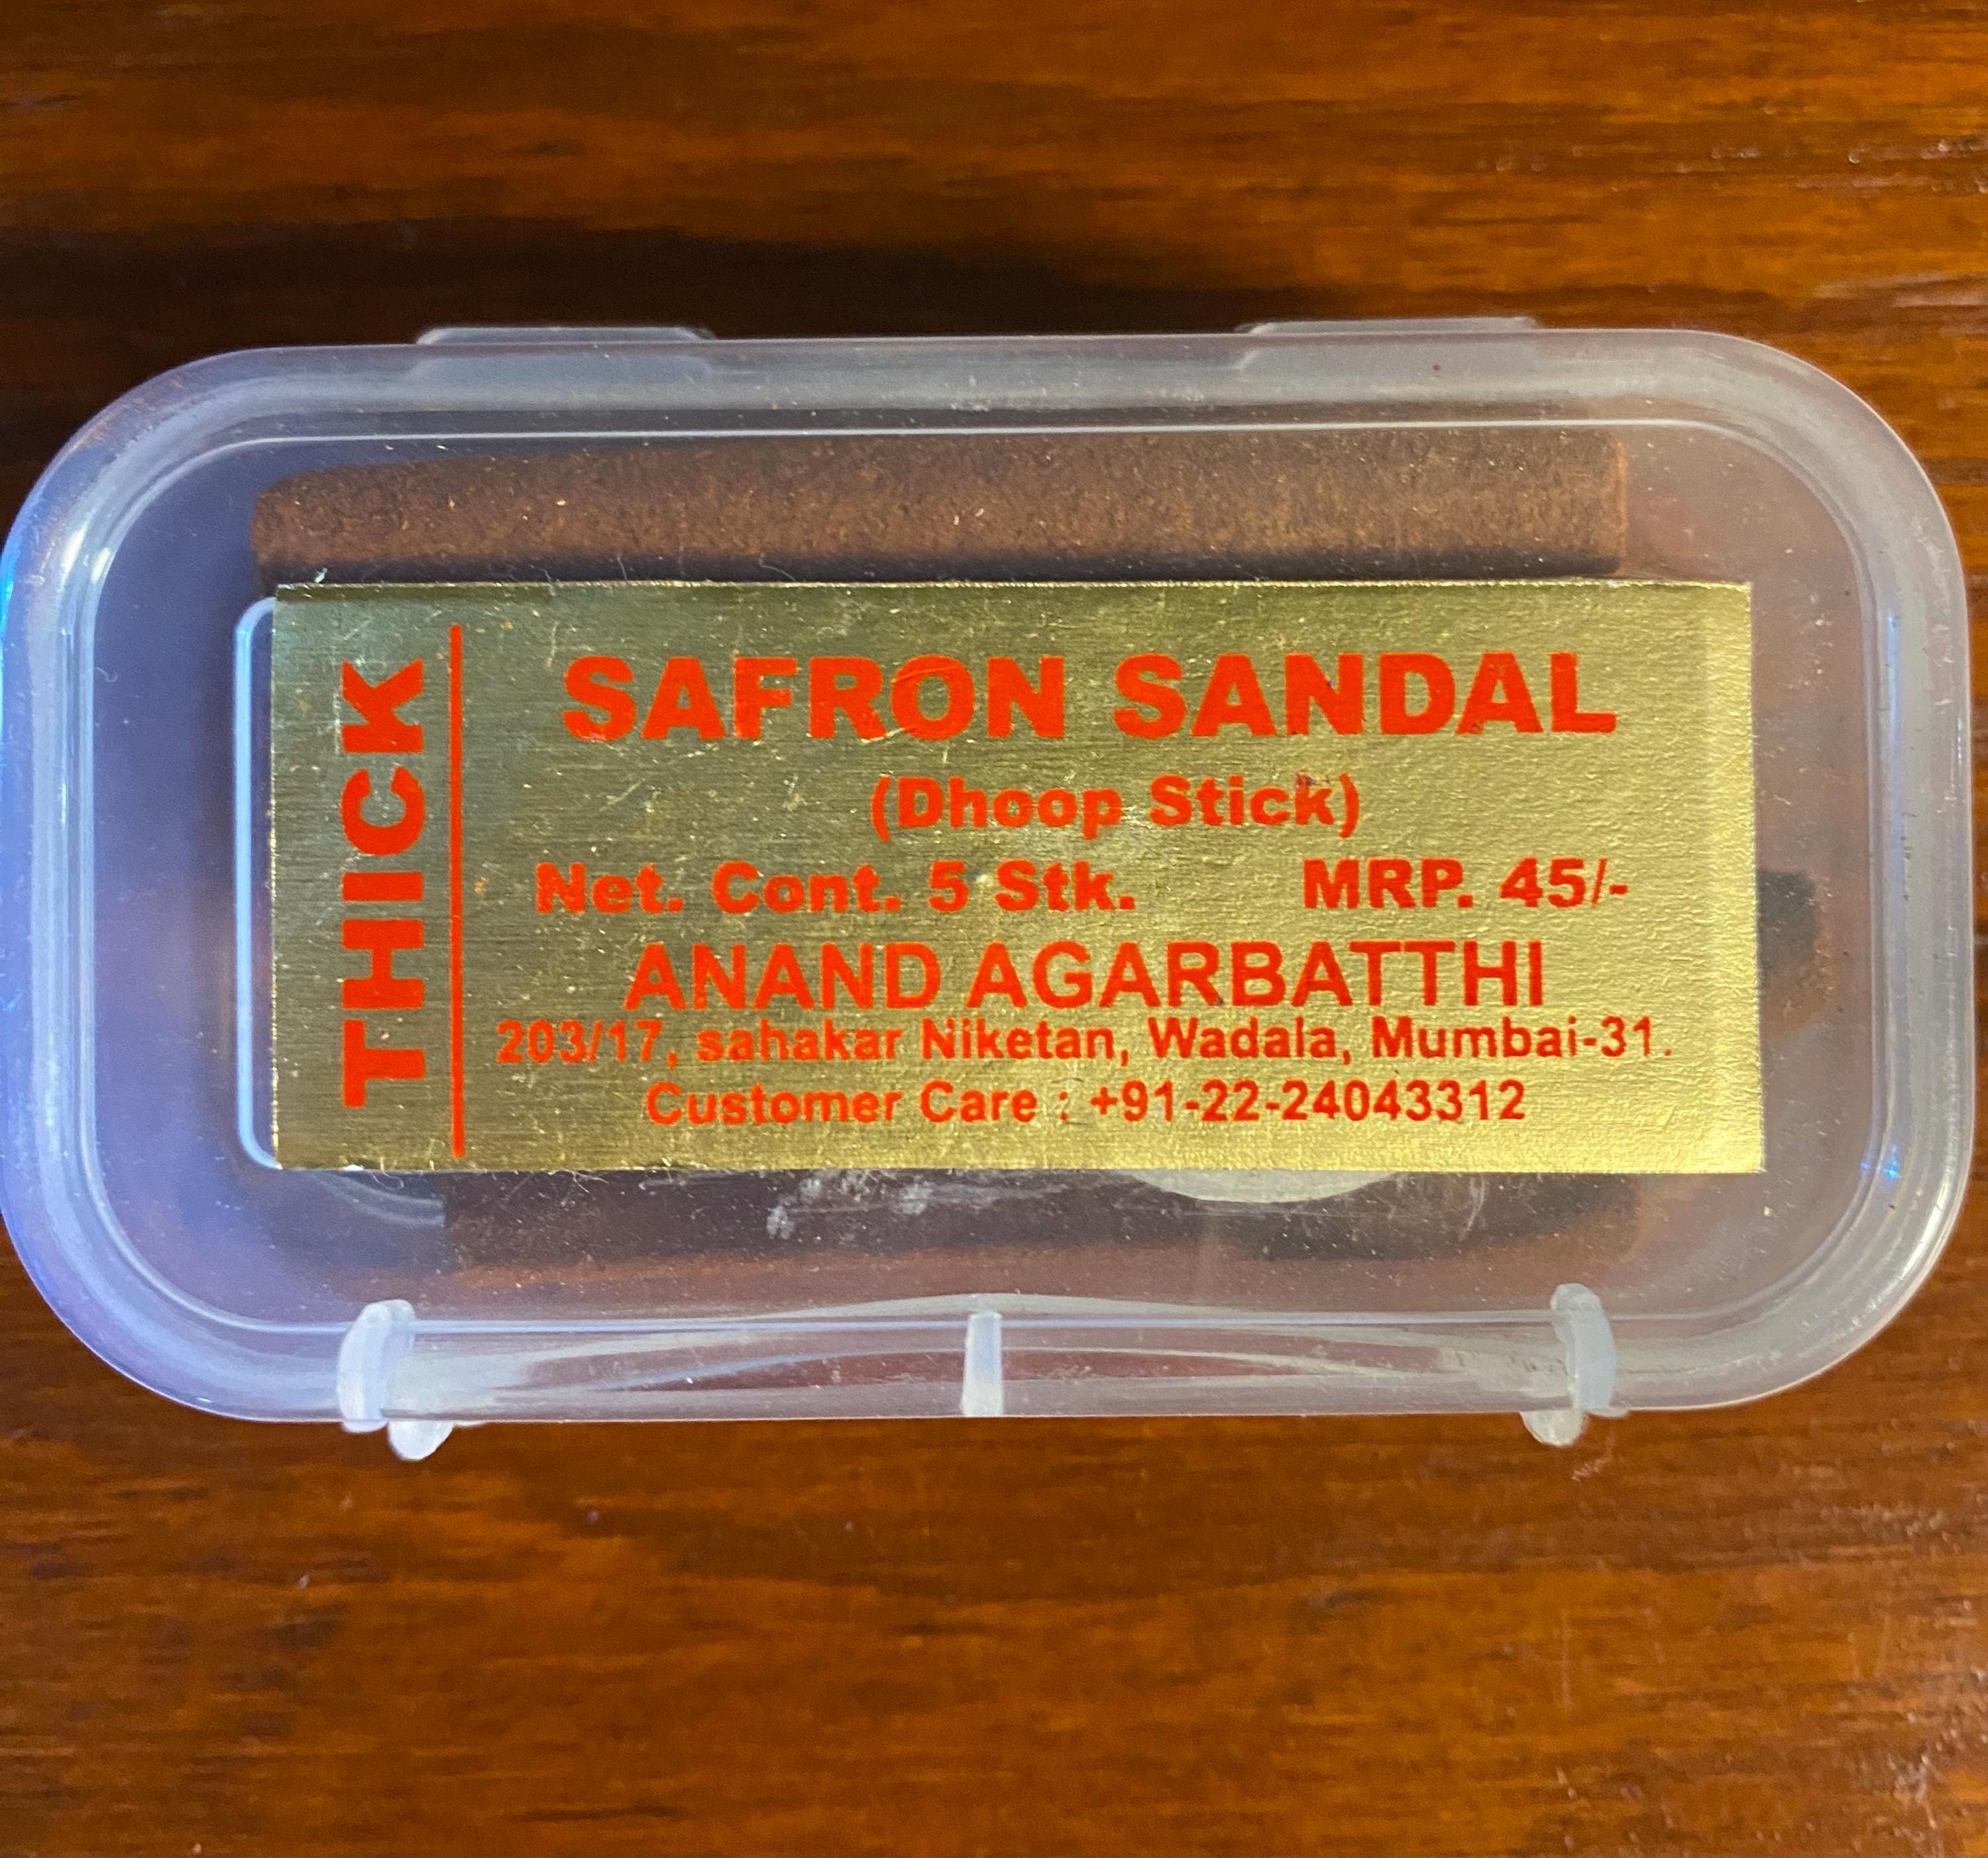 THICK
SAFRON SANDAL
(Dhoop Stick)
Net. Cont. 5 Stk. MRP. 45/-
ANAND AGARBATTHI
203/17, sahakar Niketan, Wadala, Mumbai-31.
Customer Care : +91-22-24043312